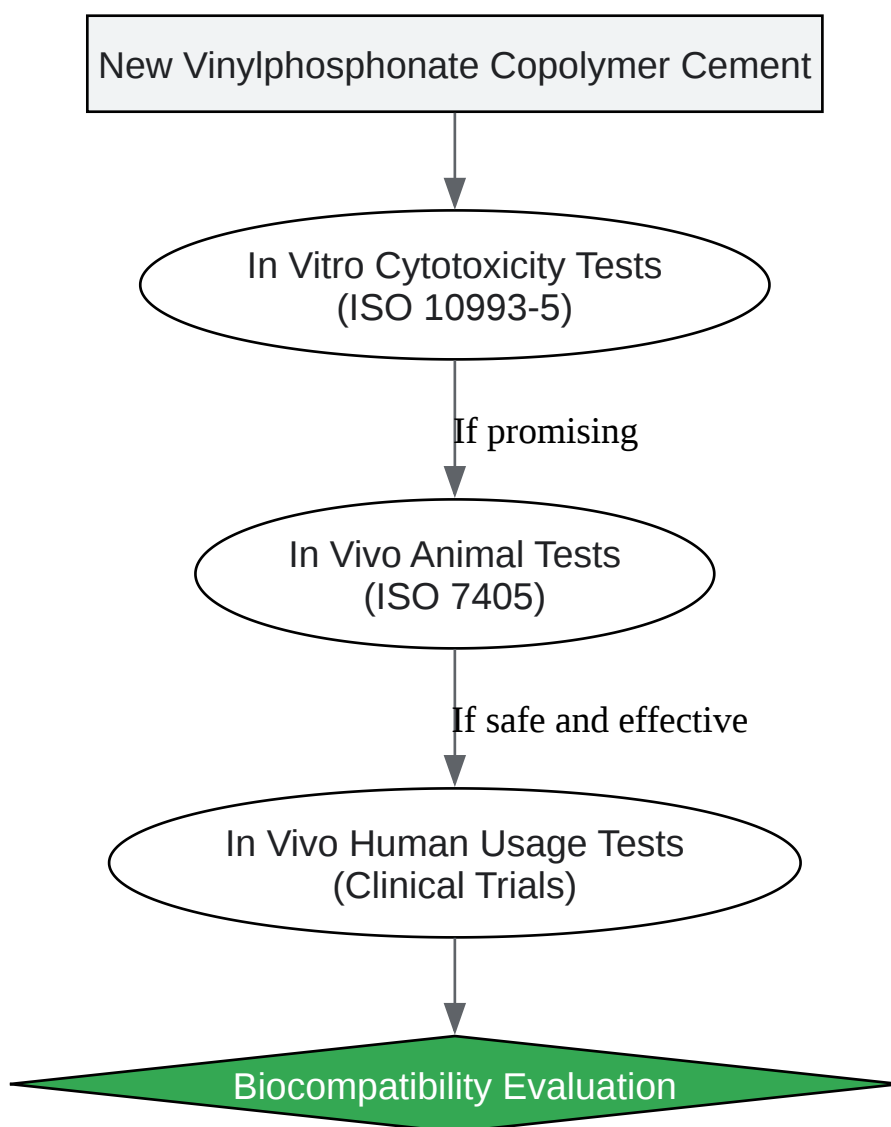 New Vinylphosphonate Copolymer Cement
In Vitro Cytotoxicity Tests
(ISO 10993-5)
If promising
In Vivo Animal Tests
(ISO 7405)
If safe and effective
In Vivo Human Usage Tests
(Clinical Trials)
Biocompatibility Evaluation